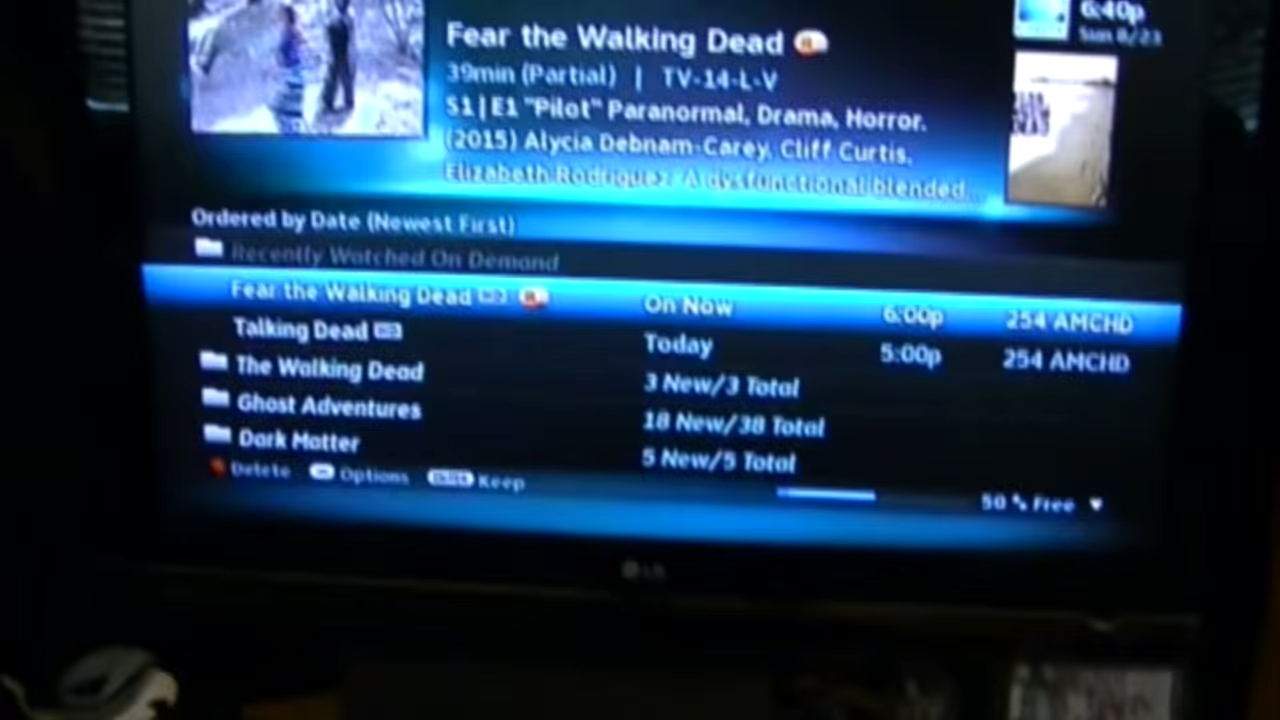 6:40p
Sun 8/23
Fear the Walking Dead
39min (Partial) | TV-14-L-V
S1|E1 "Pilot" Paranormal, Drama, Horror.
(2015) Alycia Debnam-Carey, Cliff Curtis,
Elizabeth Rodriguez. A dysfunctional blended...
Ordered by Date (Newest First)
Recently Watched On Demand
Fear the Walking Dead On Now 6:00p 254 AMCHD
Talking Dead Today 5:00p 254 AMCHD
The Walking Dead 3 New/3 Total
Ghost Adventures 18 New/38 Total
Dark Matter 5 New/5 Total
Delete Options Keep 50 % Free
LG